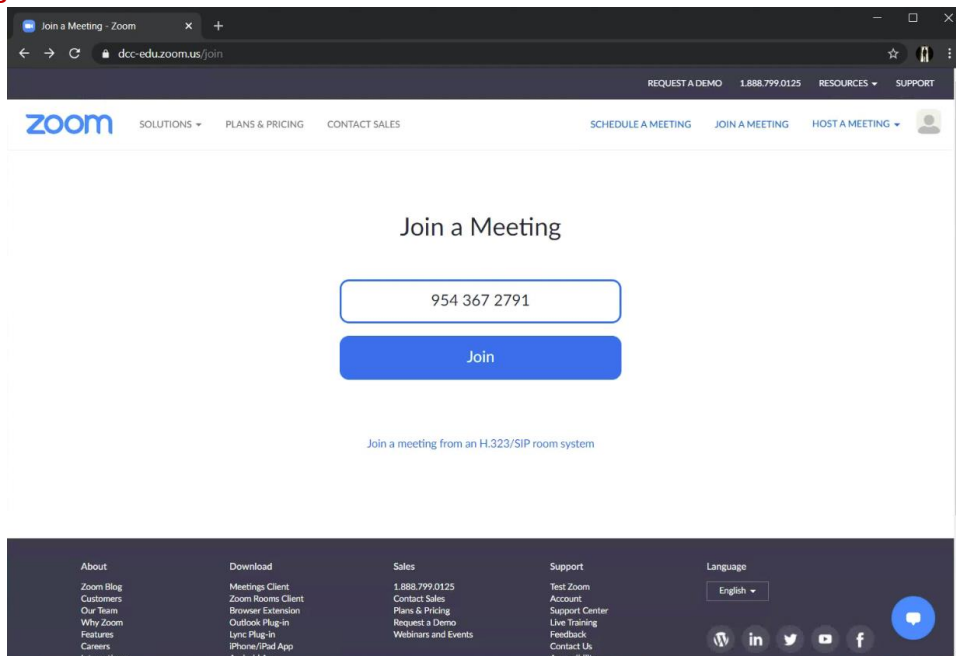 Join a Meeting - Zoom
dcc-edu.zoom.us/join
REQUEST A DEMO 1.888.799.0125 RESOURCES SUPPORT
zoom SOLUTIONS PLANS & PRICING CONTACT SALES SCHEDULE A MEETING JOIN A MEETING HOST A MEETING
Join a Meeting
954 367 2791
Join
Join a meeting from an H.323/SIP room system
About
Zoom Blog
Customers
Our Team
Why Zoom
Features
Careers
Download
Meetings Client
Zoom Rooms Client
Browser Extension
Outlook Plug-in
Lync Plug-in
iPhone/iPad App
Sales
1.888.799.0125
Contact Sales
Plans & Pricing
Request a Demo
Webinars and Events
Support
Test Zoom
Account
Support Center
Live Training
Feedback
Contact Us
Language
English